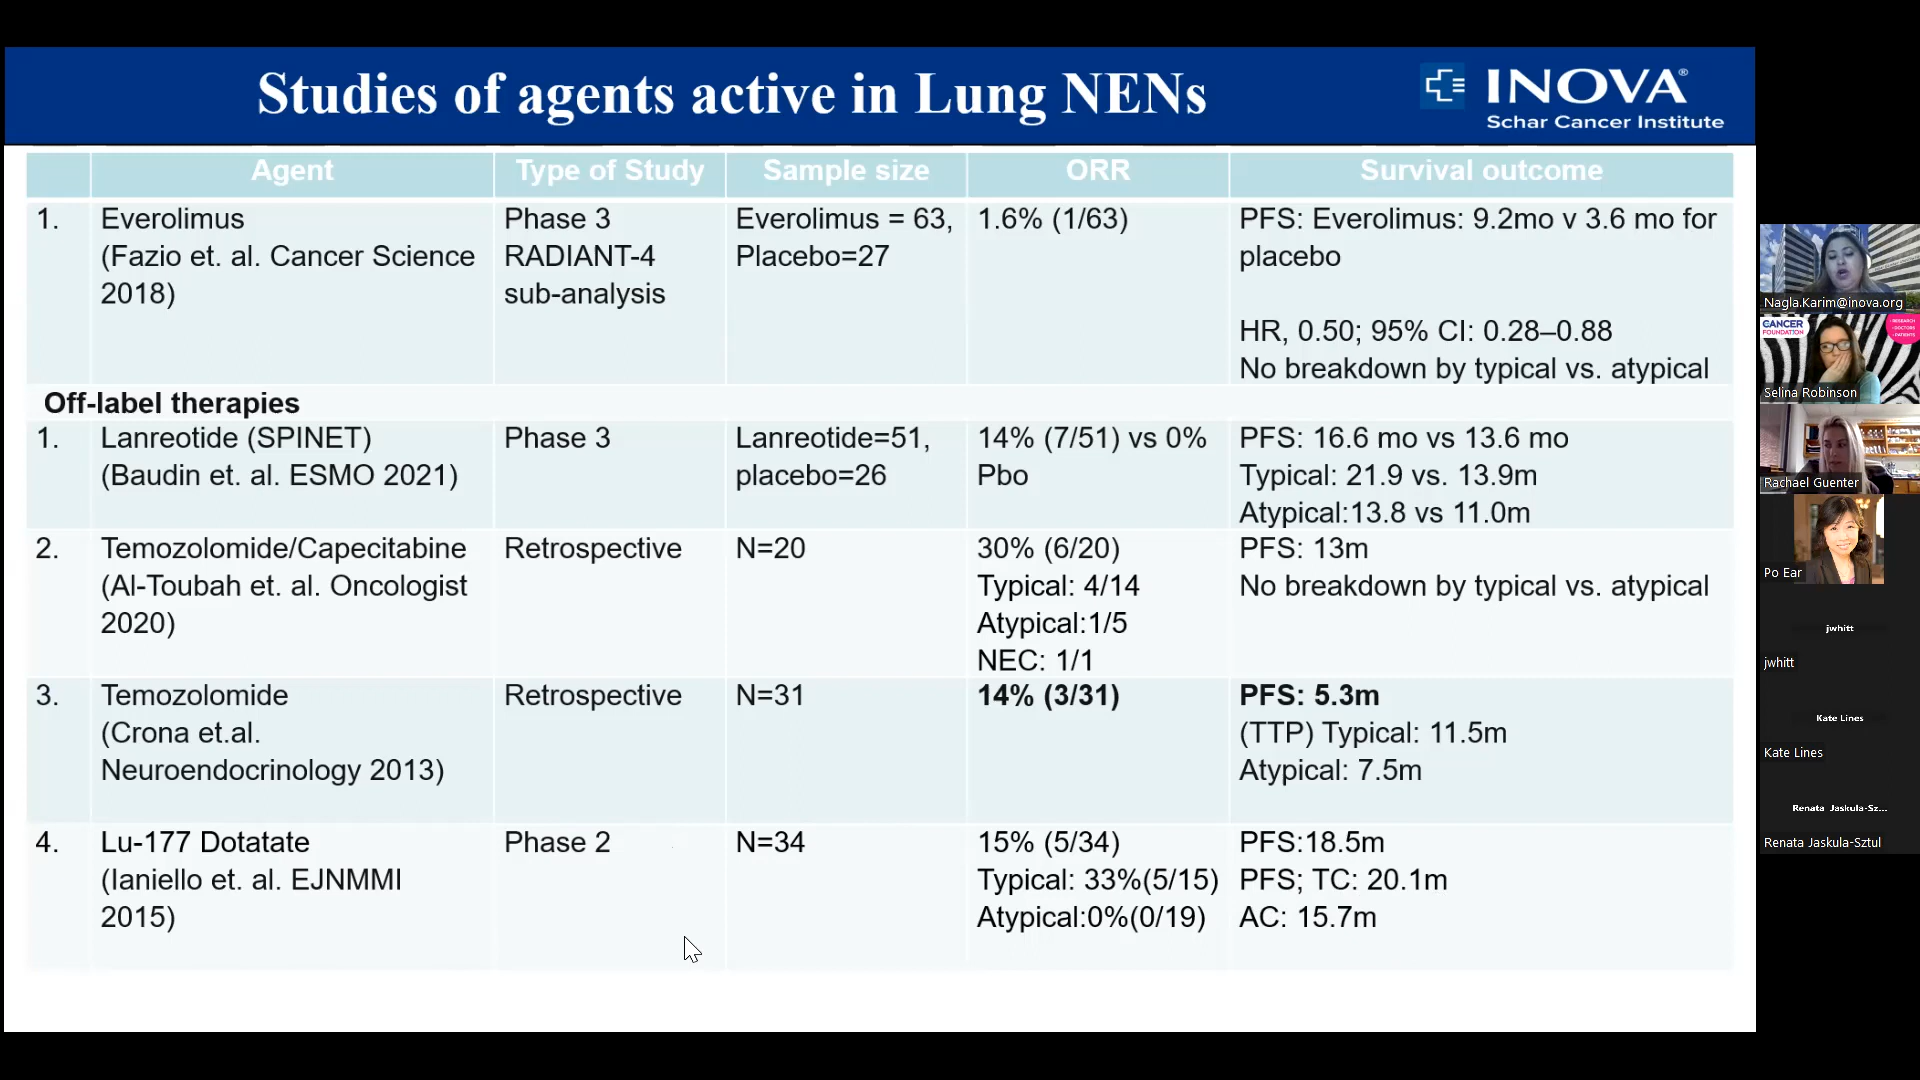 Studies of agents active in Lung NENs
INOVA®
Schar Cancer Institute
Agent
Type of Study
Sample size
ORR
Survival outcome
1.
Everolimus
(Fazio et. al. Cancer Science
2018)
Phase 3
RADIANT-4
sub-analysis
Everolimus = 63,
Placebo=27
1.6% (1/63)
PFS: Everolimus: 9.2mo v 3.6 mo for
placebo
HR, 0.50; 95% CI: 0.28–0.88
No breakdown by typical vs. atypical
Off-label therapies
1.
Lanreotide (SPINET)
(Baudin et. al. ESMO 2021)
Phase 3
Lanreotide=51,
placebo=26
14% (7/51) vs 0%
Pbo
PFS: 16.6 mo vs 13.6 mo
Typical: 21.9 vs. 13.9m
Atypical:13.8 vs 11.0m
2.
Temozolomide/Capecitabine
(Al-Toubah et. al. Oncologist
2020)
Retrospective
N=20
30% (6/20)
Typical: 4/14
Atypical:1/5
NEC: 1/1
PFS: 13m
No breakdown by typical vs. atypical
3.
Temozolomide
(Crona et.al.
Neuroendocrinology 2013)
Retrospective
N=31
14% (3/31)
PFS: 5.3m
(TTP) Typical: 11.5m
Atypical: 7.5m
4.
Lu-177 Dotatate
(Ianiello et. al. EJNMMI
2015)
Phase 2
N=34
15% (5/34)
Typical: 33%(5/15)
Atypical:0%(0/19)
PFS:18.5m
PFS; TC: 20.1m
AC: 15.7m
Nagla.Karim@inova.org
CANCER
FOUNDATION
RESEARCH
DOCTORS
PATIENTS
Selina Robinson
Rachael Guenter
Po Ear
jwhitt
jwhitt
Kate Lines
Kate Lines
Renata Jaskula-Sz...
Renata Jaskula-Sztul